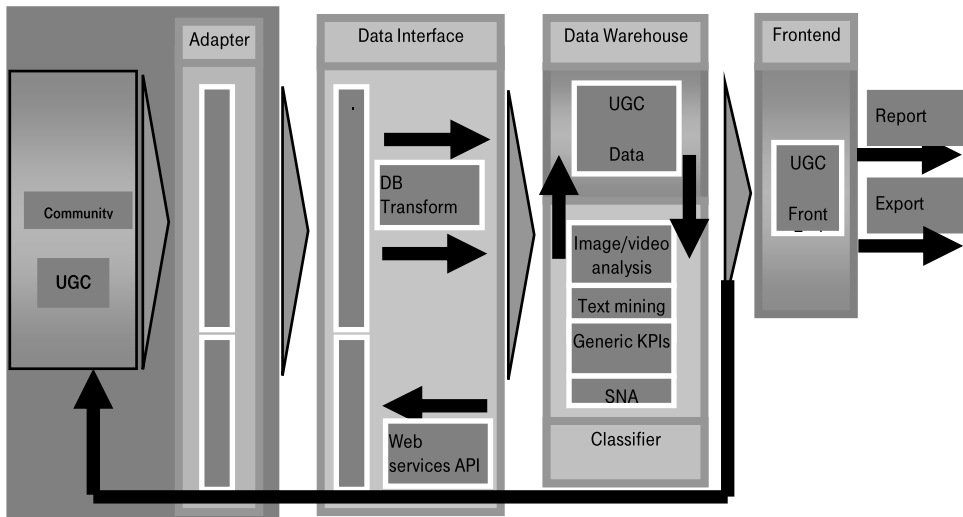 Adapter
Data Interface
Data Warehouse
Frontend
Community
UGC
DB
Transform
Web
services API
UGC
Data
Image/video
analysis
Text mining
Generic KPIs
SNA
Classifier
UGC
Front
Report
Export